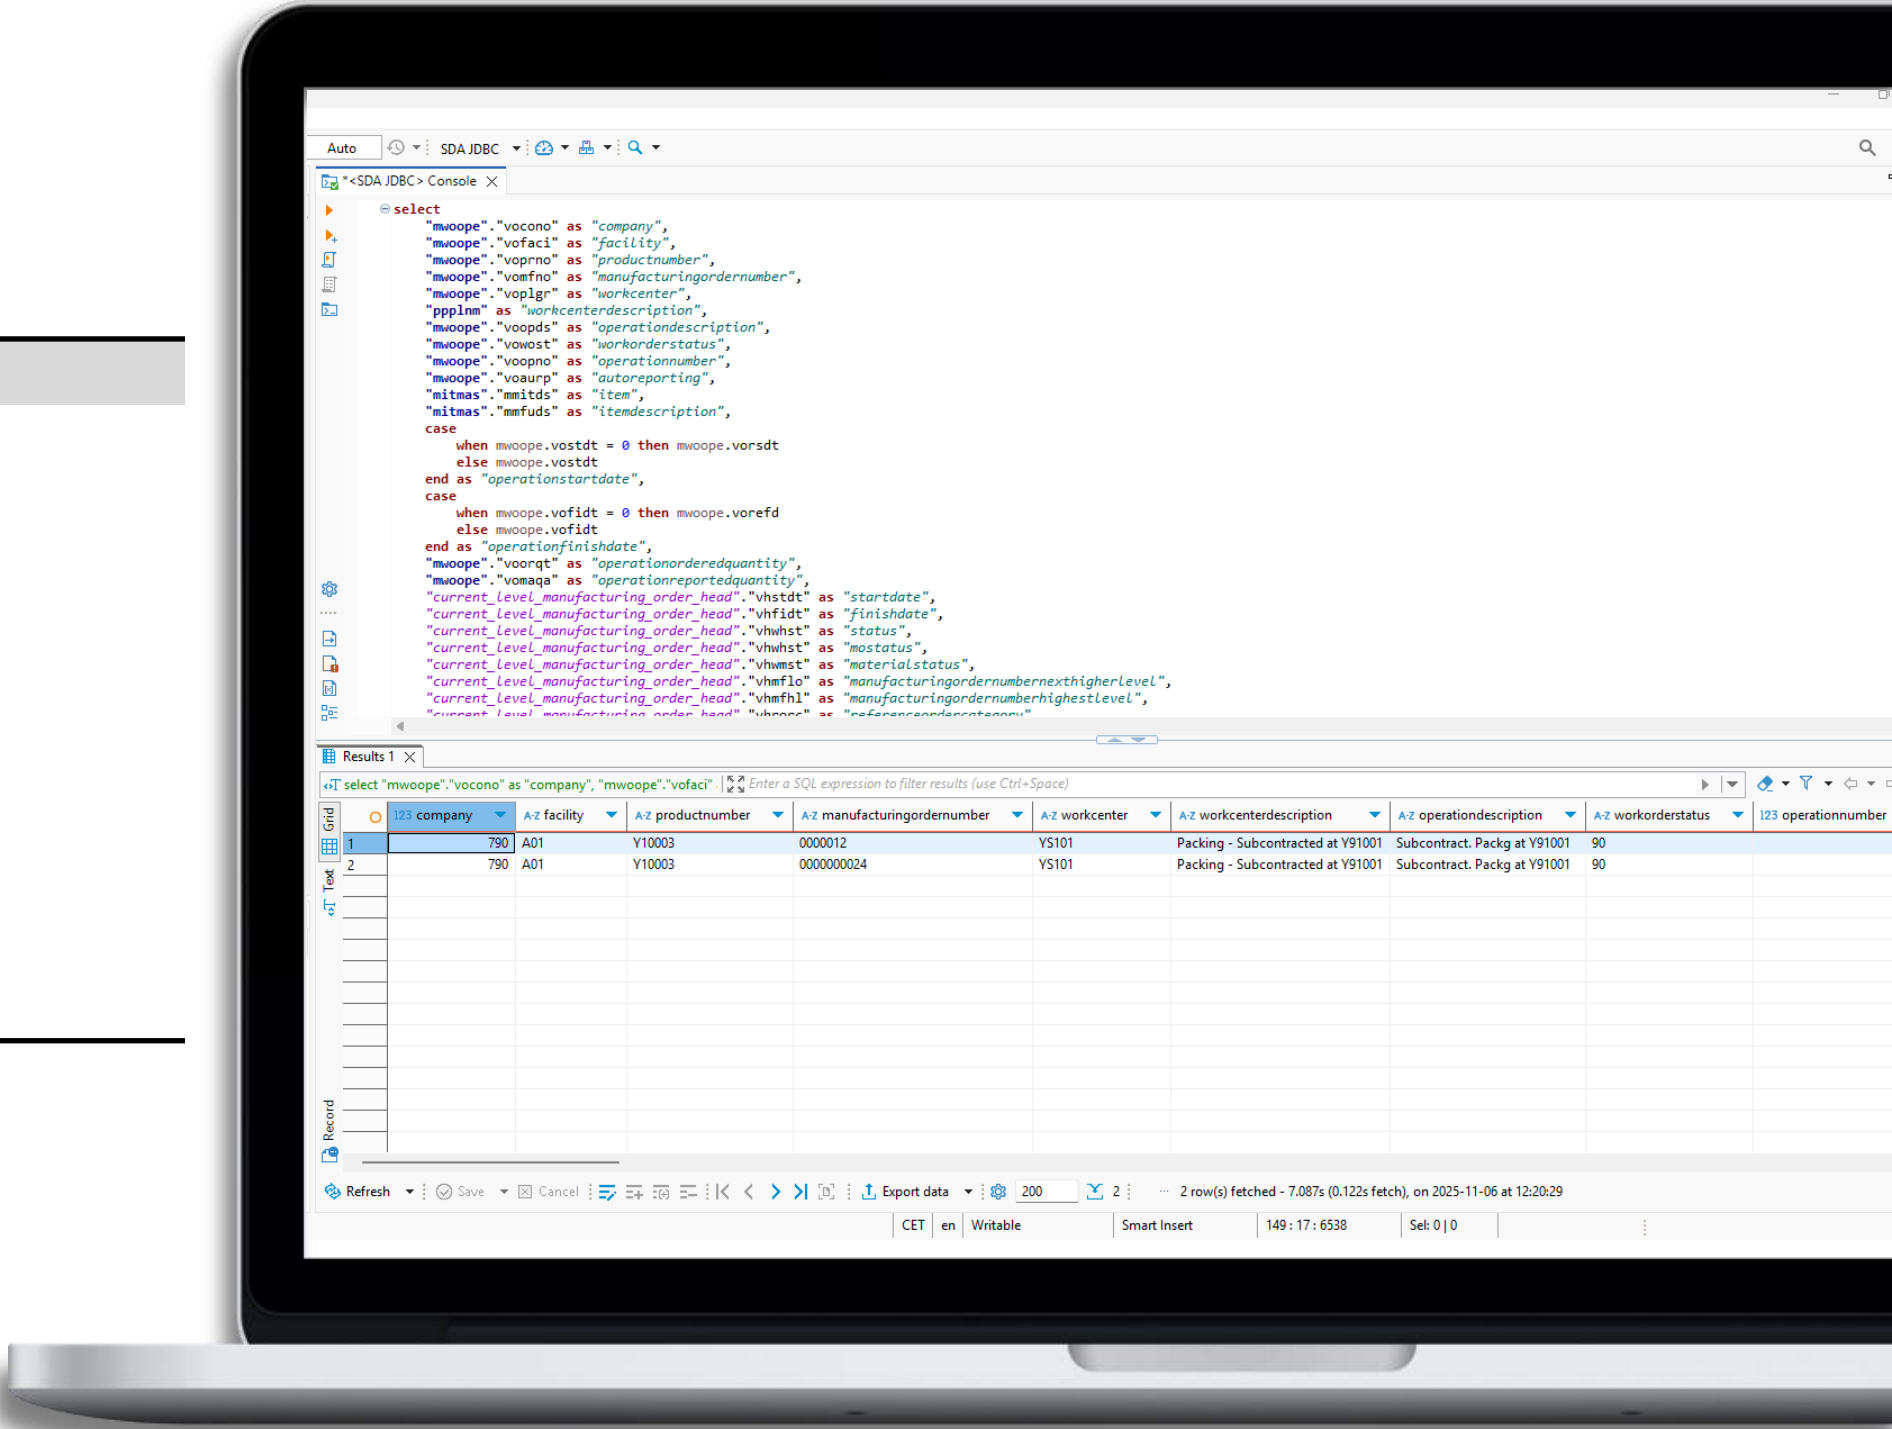 Auto SDA JDBC
*<SDA JDBC> Console
select
"mwoope"."vocono" as "company",
"mwoope"."vofaci" as "facility",
"mwoope"."voprno" as "productnumber",
"mwoope"."vomfno" as "manufacturingordernumber",
"mwoope"."voplgr" as "workcenter",
"ppplnm" as "workcenterdescription",
"mwoope"."voopds" as "operationdescription",
"mwoope"."vowost" as "workorderstatus",
"mwoope"."voopno" as "operationnumber",
"mwoope"."voaurp" as "autoreporting",
"mitmas"."mmitds" as "item",
"mitmas"."mmfuds" as "itemdescription",
case
when mwoope.vostdt = 0 then mwoope.vorsdt
else mwoope.vostdt
end as "operationstartdate",
case
when mwoope.vofidt = 0 then mwoope.vorefd
else mwoope.vofidt
end as "operationfinishdate",
"mwoope"."voorqt" as "operationorderedquantity",
"mwoope"."vomaqa" as "operationreportedquantity",
"current_level_manufacturing_order_head"."vhstdt" as "startdate",
"current_level_manufacturing_order_head"."vhfidt" as "finishdate",
"current_level_manufacturing_order_head"."vhwhst" as "status",
"current_level_manufacturing_order_head"."vhwhst" as "mostatus",
"current_level_manufacturing_order_head"."vhwmst" as "materialstatus",
"current_level_manufacturing_order_head"."vhmflo" as "manufacturingordernumbernexthigherlevel",
"current_level_manufacturing_order_head"."vhmfhl" as "manufacturingordernumberhighestlevel",
"current_level_manufacturing_order_head"."vhrorc" as "referenceordercategory"
Results 1
select "mwoope"."vocono" as "company", "mwoope"."vofaci" Enter a SQL expression to filter results (use Ctrl+Space)
Grid
Text
Record
123 company A-Z facility A-Z productnumber A-Z manufacturingordernumber A-Z workcenter A-Z workcenterdescription A-Z operationdescription A-Z workorderstatus 123 operationnumber
1 790 A01 Y10003 0000012 YS101 Packing - Subcontracted at Y91001 Subcontract. Packg at Y91001 90
2 790 A01 Y10003 0000000024 YS101 Packing - Subcontracted at Y91001 Subcontract. Packg at Y91001 90
Refresh Save Cancel Export data 200 2 ... 2 row(s) fetched - 7.087s (0.122s fetch), on 2025-11-06 at 12:20:29
CET en Writable Smart Insert 149 : 17 : 6538 Sel: 0 | 0